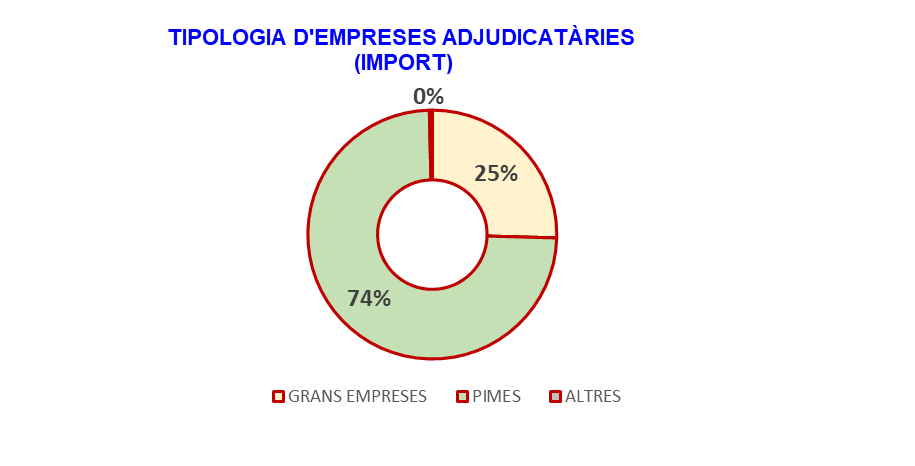 TIPOLOGIA D'EMPRESES ADJUDICATÀRIES
(IMPORT)
0%
25%
74%
GRANS EMPRESES PIMES ALTRES